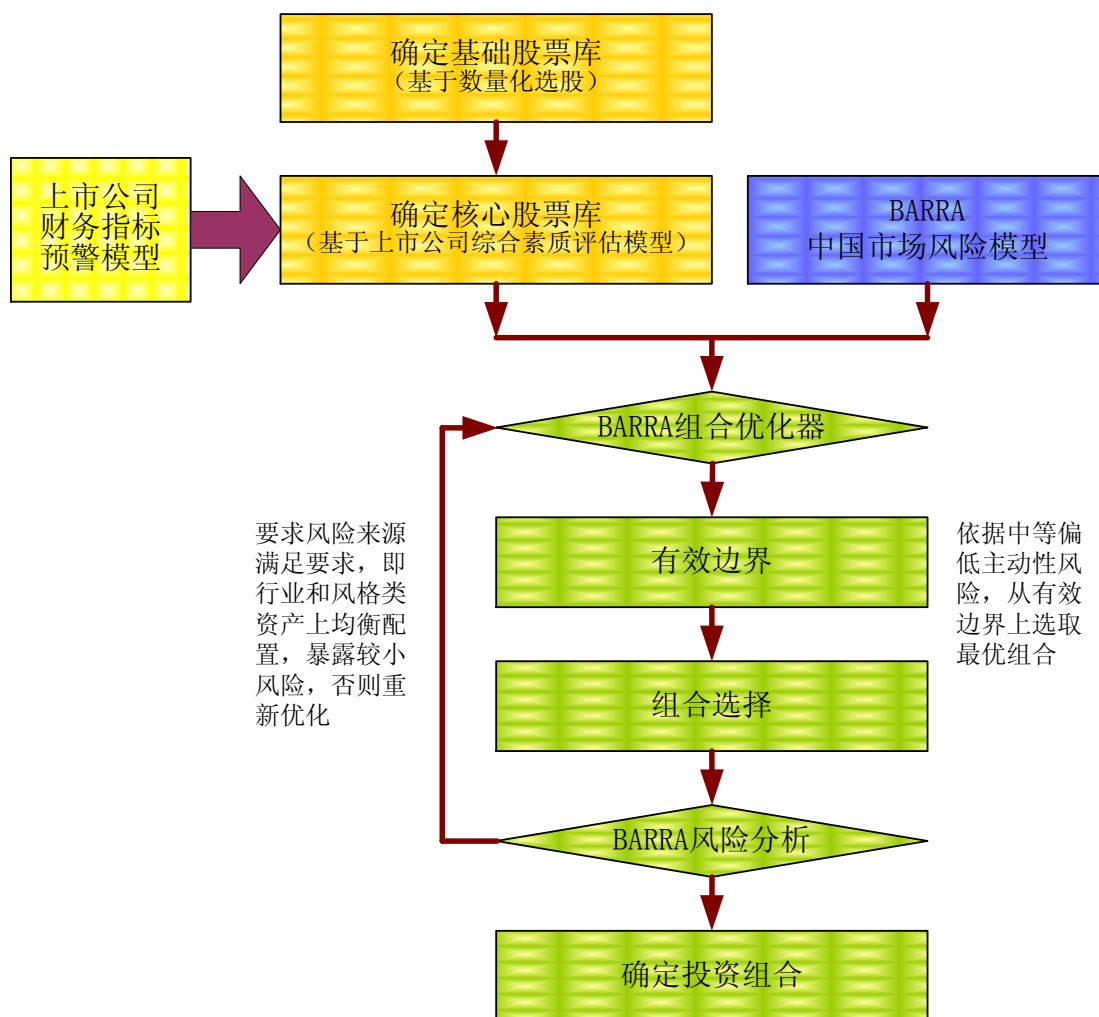 确定基础股票库
（基于数量化选股）
上市公司
财务指标
预警模型
确定核心股票库
（基于上市公司综合素质评估模型）
BARRA
中国市场风险模型
BARRA组合优化器
要求风险来源
满足要求，即
行业和风格类
资产上均衡配
置，暴露较小
风险，否则重
新优化
有效边界
依据中等偏
低主动性风
险，从有效
边界上选取
最优组合
组合选择
BARRA风险分析
确定投资组合